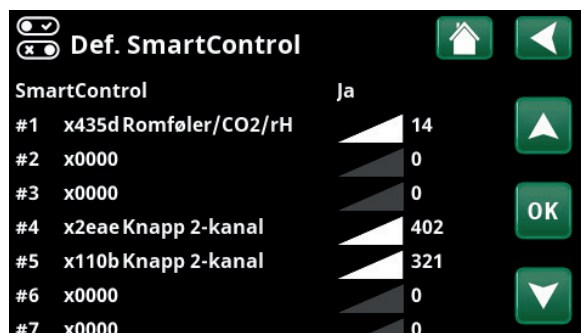 Def. SmartControl
SmartControl Ja
#1 x435d Romføler/CO2/rH 14
#2 x0000 0
#3 x0000 0
#4 x2eae Knapp 2-kanal 402
#5 x110b Knapp 2-kanal 321
#6 x0000 0
#7 x0000 0
OK